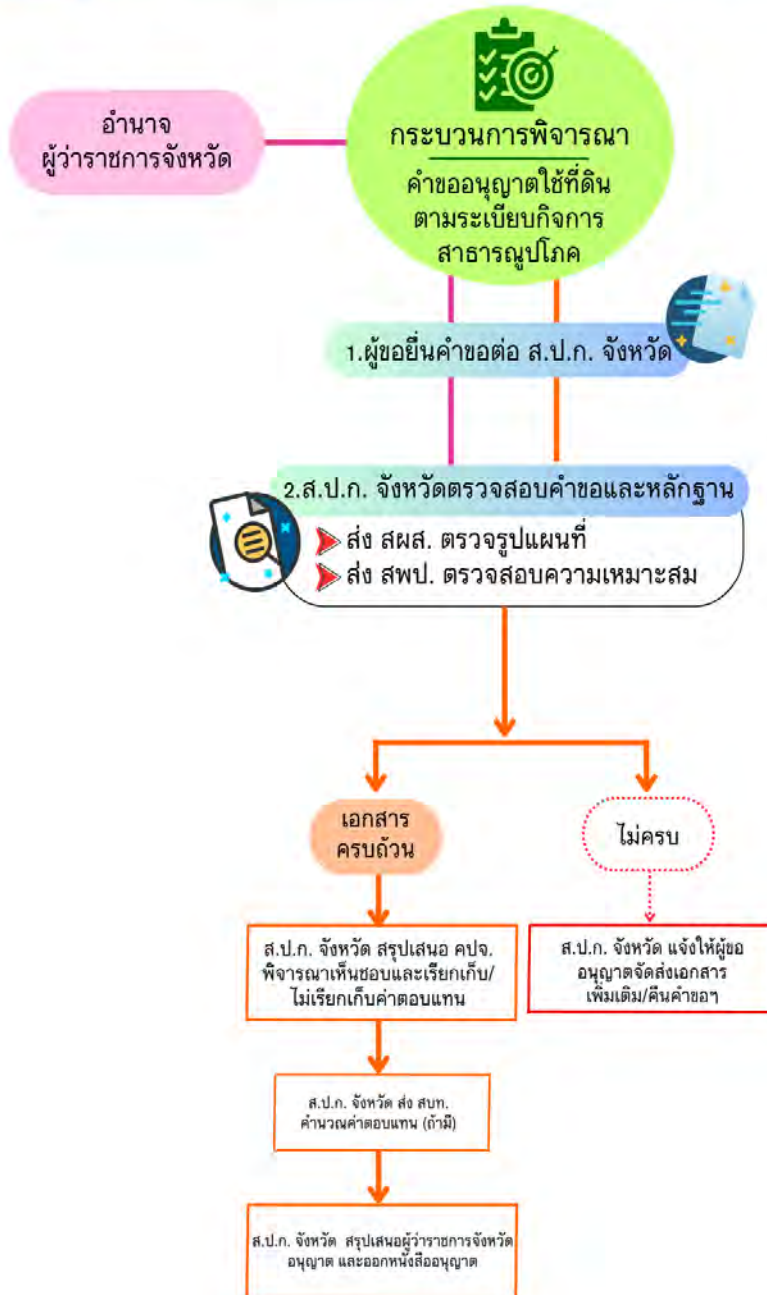 อำนาจ
ผู้ว่าราชการจังหวัด
กระบวนการพิจารณา
คำขออนุญาตใช้ที่ดิน
ตามระเบียบกิจการ
สาธารณูปโภค
1.ผู้ขอยื่นคำขอต่อ ส.ป.ก. จังหวัด
2.ส.ป.ก. จังหวัดตรวจสอบคำขอและหลักฐาน
ส่ง สผส. ตรวจรูปแผนที่
ส่ง สพป. ตรวจสอบความเหมาะสม
เอกสาร
ครบถ้วน
ไม่ครบ
ส.ป.ก. จังหวัด สรุปเสนอ คปจ.
พิจารณาเห็นชอบและเรียกเก็บ/
ไม่เรียกเก็บค่าตอบแทน
ส.ป.ก. จังหวัด แจ้งให้ผู้ขอ
อนุญาตจัดส่งเอกสาร
เพิ่มเติม/คืนคำขอฯ
ส.ป.ก. จังหวัด ส่ง สบท.
คำนวณค่าตอบแทน (ถ้ามี)
ส.ป.ก. จังหวัด สรุปเสนอผู้ว่าราชการจังหวัด
อนุญาต และออกหนังสืออนุญาต